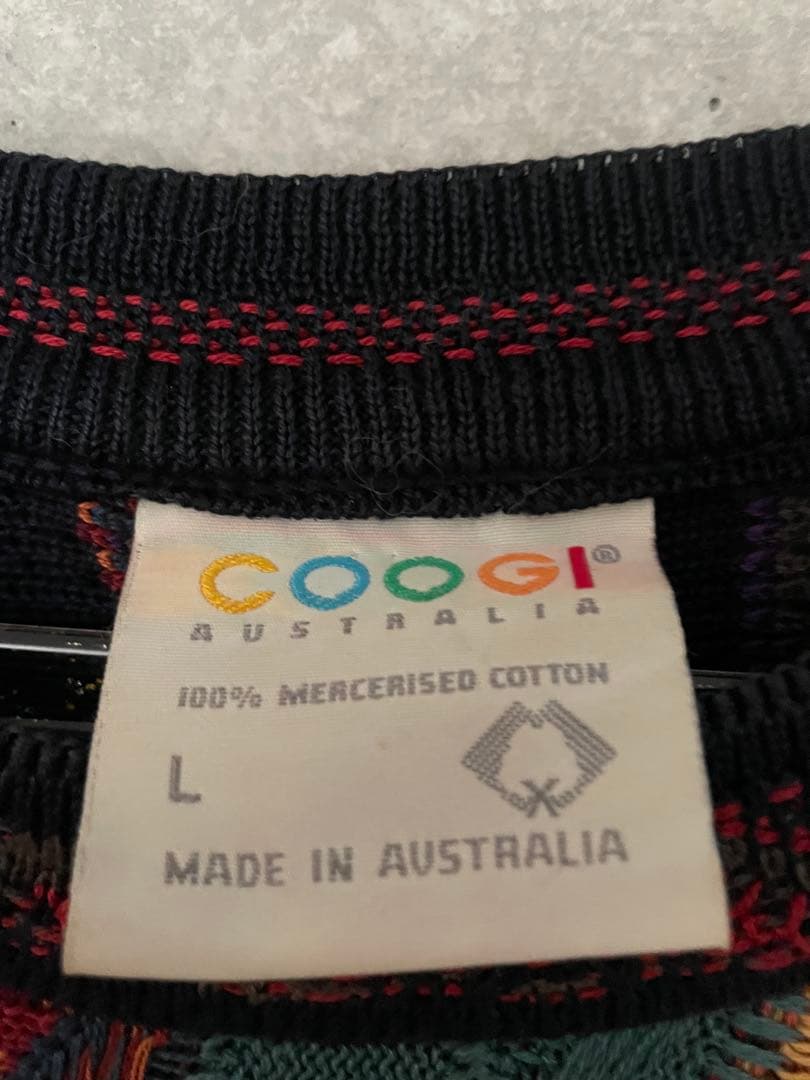 COOGI®
AUSTRALIA
100% MERCERISED COTTON
L
MADE IN AUSTRALIA